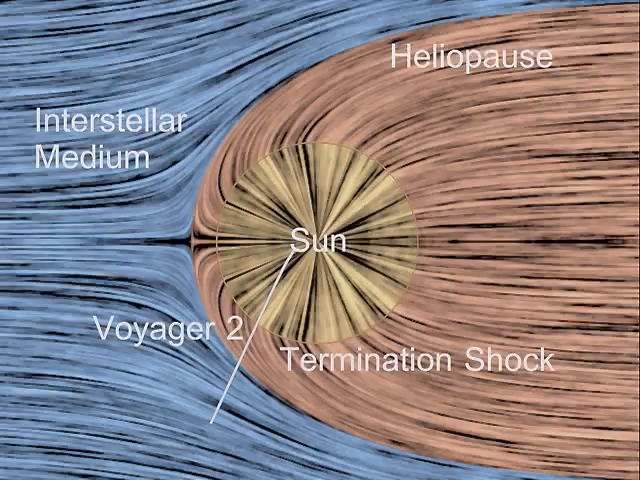 Heliopause
Interstellar
Medium
Sun
Voyager 2
Termination Shock